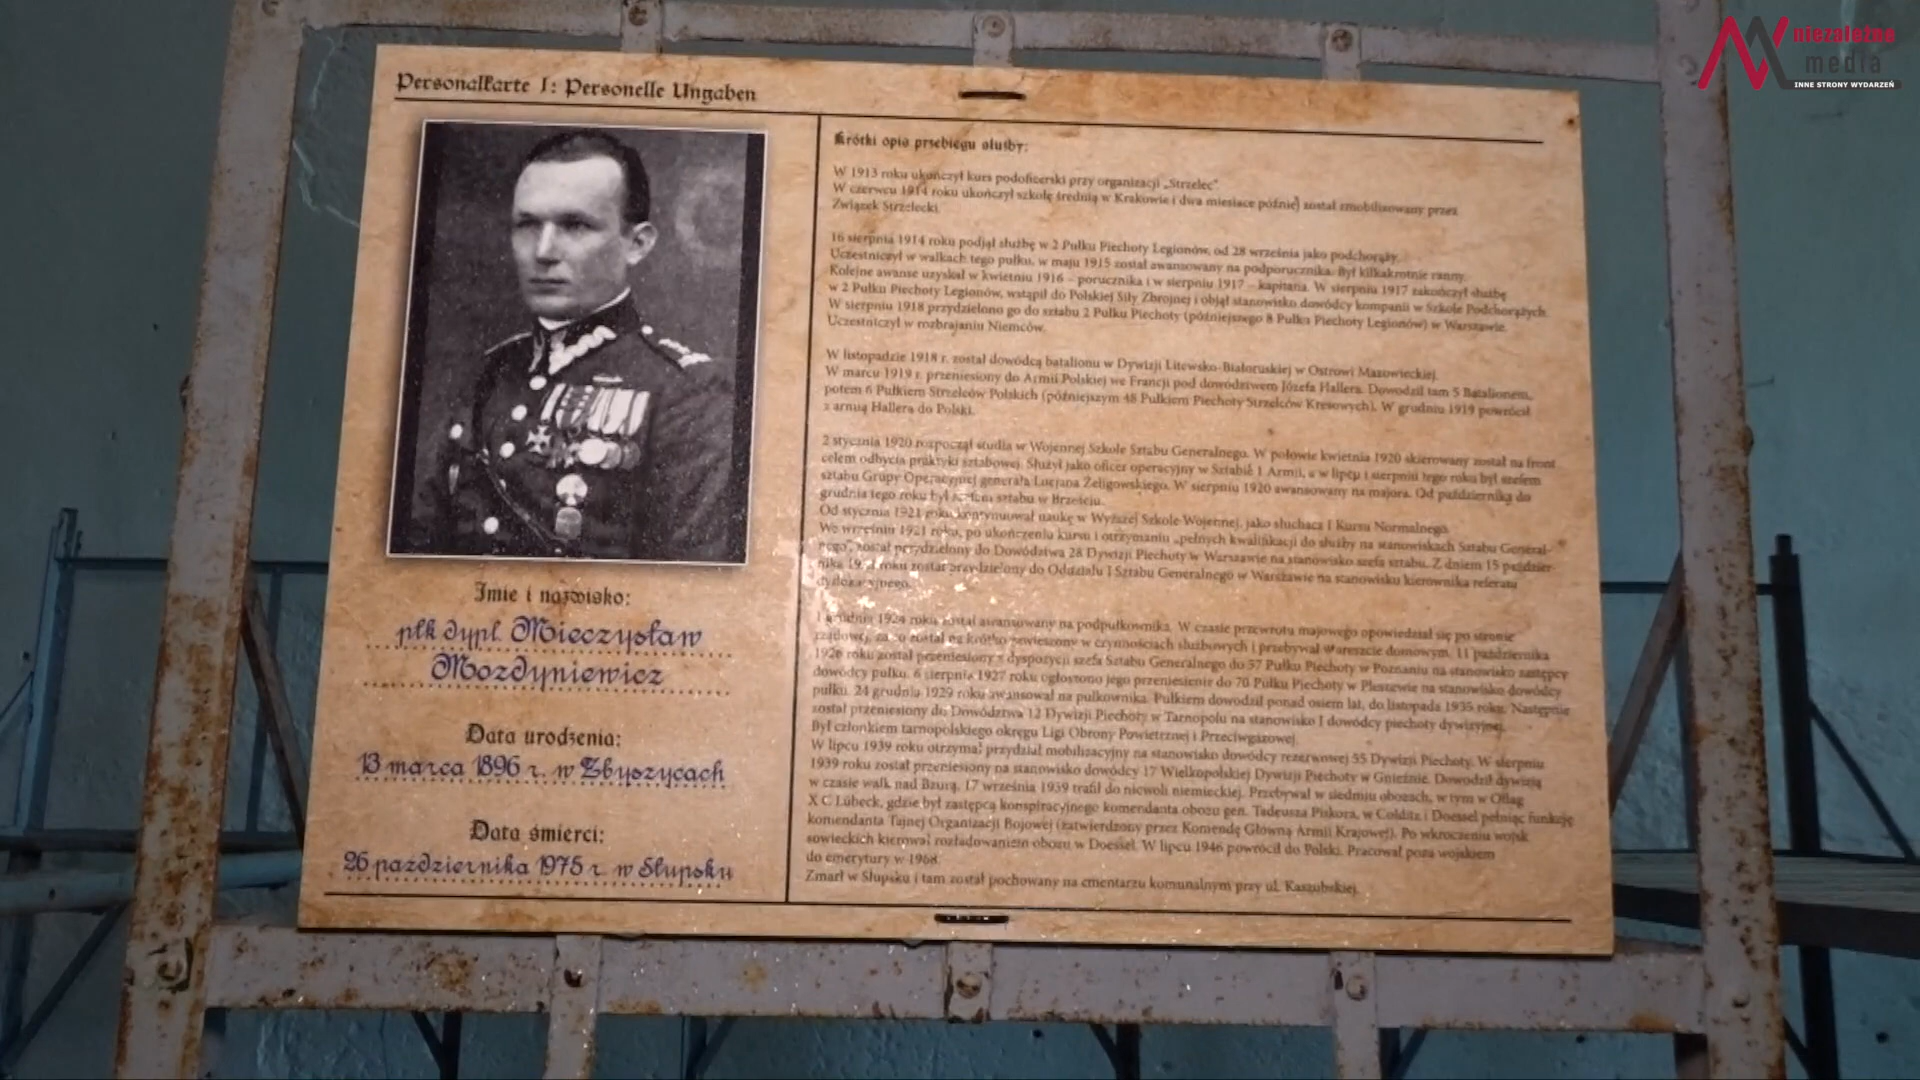 niezależne
media
INNE STRONY WYDARZEŃ
Personalkarte I: Personelle Ungaben
Krótki opis przebiegu służby:
W 1913 roku ukończył kurs podoficerski przy organizacji „Strzelec”.
W czerwcu 1914 roku ukończył szkołę średnią w Krakowie i dwa miesiące później został zmobilizowany przez
Związek Strzelecki.
16 sierpnia 1914 roku podjął służbę w 2 Pułku Piechoty Legionów, od 28 września jako podchorąży.
Uczestniczył w walkach tego pułku, w maju 1915 został awansowany na podporucznika. Był kilkakrotnie ranny.
Kolejne awanse uzyskał w kwietniu 1916 – porucznika i w sierpniu 1917 – kapitana. W sierpniu 1917 zakończył służbę
w 2 Pułku Piechoty Legionów, wstąpił do Polskiej Siły Zbrojnej i objął stanowisko dowódcy kompanii w Szkole Podchorążych.
W sierpniu 1918 przydzielono go do sztabu 2 Pułku Piechoty (późniejszego 8 Pułku Piechoty Legionów) w Warszawie.
Uczestniczył w rozbrajaniu Niemców.
W listopadzie 1918 r. został dowódcą batalionu w Dywizji Litewsko-Białoruskiej w Ostrowi Mazowieckiej.
W marcu 1919 r. przeniesiony do Armii Polskiej we Francji pod dowództwem Józefa Hallera. Dowodził tam 5 Batalionem,
potem 6 Pułkiem Strzelców Polskich (późniejszym 48 Pułkiem Piechoty Strzelców Kresowych). W grudniu 1919 powrócił
z armią Hallera do Polski.
2 stycznia 1920 rozpoczął studia w Wojennej Szkole Sztabu Generalnego. W połowie kwietnia 1920 skierowany został na front
celem odbycia praktyki sztabowej. Służył jako oficer operacyjny w Sztabie 1 Armii, a w lipcu i sierpniu tego roku był szefem
sztabu Grupy Operacyjnej generała Lucjana Żeligowskiego. W sierpniu 1920 awansowany na majora. Od października do
grudnia tego roku był szefem sztabu w Brześciu.
Od stycznia 1921 roku kontynuował naukę w Wyższej Szkole Wojennej, jako słuchacz I Kursu Normalnego.
We wrześniu 1921 roku, po ukończeniu kursu i otrzymaniu „pełnych kwalifikacji do służby na stanowiskach Sztabu General-
nego”, został przydzielony do Dowództwa 28 Dywizji Piechoty w Warszawie na stanowisko szefa sztabu. Z dniem 15 paździer-
nika roku został przydzielony do Oddziału I Sztabu Generalnego w Warszawie na stanowisku kierownika referatu
1 grudnia 1924 roku został awansowany na podpułkownika. W czasie przewrotu majowego opowiedział się po stronie
rządowej, za co został na krótko zawieszony w czynnościach służbowych i przebywał w areszcie domowym. 11 października
1926 roku został przeniesiony z dyspozycji szefa Sztabu Generalnego do 57 Pułku Piechoty w Poznaniu na stanowisko zastępcy
dowódcy pułku. 6 sierpnia 1927 roku ogłoszono jego przeniesienie do 70 Pułku Piechoty w Pleszewie na stanowisko dowódcy
pułku. 24 grudnia 1929 roku awansował na pułkownika. Pułkiem dowodził ponad osiem lat, do listopada 1935 roku. Następnie
został przeniesiony do Dowództwa 12 Dywizji Piechoty w Tarnopolu na stanowisko I dowódcy piechoty dywizyjnej.
Był członkiem tarnopolskiego okręgu Ligi Obrony Powietrznej i Przeciwgazowej.
W lipcu 1939 roku otrzymał przydział mobilizacyjny na stanowisko dowódcy rezerwowej 55 Dywizji Piechoty. W sierpniu
1939 roku został przeniesiony na stanowisko dowódcy 17 Wielkopolskiej Dywizji Piechoty w Gnieźnie. Dowodził dywizją
w czasie walk nad Bzurą. 17 września 1939 trafił do niewoli niemieckiej. Przebywał w siedmiu obozach, w tym w Oflag
X C Lübeck, gdzie był zastępcą konspiracyjnego komendanta obozu gen. Tadeusza Piskora, w Colditz i Doessel pełniąc funkcję
komendanta Tajnej Organizacji Bojowej (zatwierdzony przez Komendę Główną Armii Krajowej). Po wkroczeniu wojsk
sowieckich kierował rozładowaniem obozu w Doessel. W lipcu 1946 powrócił do Polski. Pracował poza wojskiem
do emerytury w 1968.
Zmarł w Słupsku i tam został pochowany na cmentarzu komunalnym przy ul. Kaszubskiej.
Imie i nazwisko:
płk dypl. Mieczysław
Mozdyniewicz
Data urodzenia:
13 marca 1896 r. w Zbyszycach
Data śmierci:
26 października 1975 r. w Słupsku